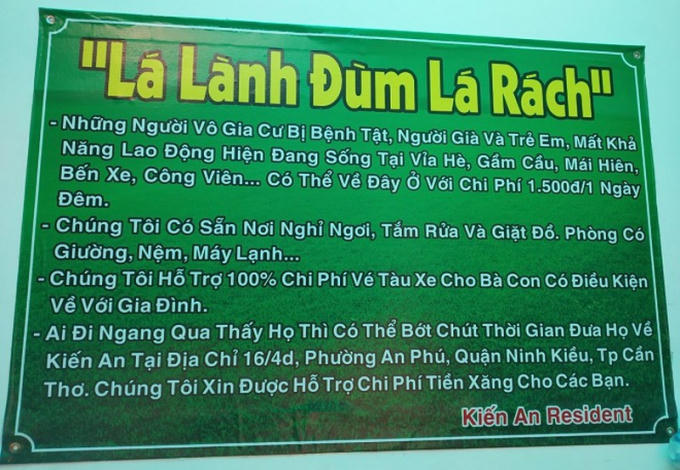 "Lá Lành Đùm Lá Rách"
- Những Người Vô Gia Cư Bị Bệnh Tật, Người Già Và Trẻ Em, Mất Khả
Năng Lao Động Hiện Đang Sống Tại Vỉa Hè, Gầm Cầu, Mái Hiên,
Bến Xe, Công Viên... Có Thể Về Đây Ở Với Chi Phí 1.500đ/1 Ngày
Đêm.
- Chúng Tôi Có Sẵn Nơi Nghỉ Ngơi, Tắm Rửa Và Giặt Đồ. Phòng Có
Giường, Nệm, Máy Lạnh...
- Chúng Tôi Hỗ Trợ 100% Chi Phí Vé Tàu Xe Cho Bà Con Có Điều Kiện
Về Với Gia Đình.
- Ai Đi Ngang Qua Thấy Họ Thì Có Thể Bớt Chút Thời Gian Đưa Họ Về
Kiến An Tại Địa Chỉ 16/4d, Phường An Phú, Quận Ninh Kiều, Tp Cần
Thơ. Chúng Tôi Xin Được Hỗ Trợ Chi Phí Tiền Xăng Cho Các Bạn.
Kiến An Resident